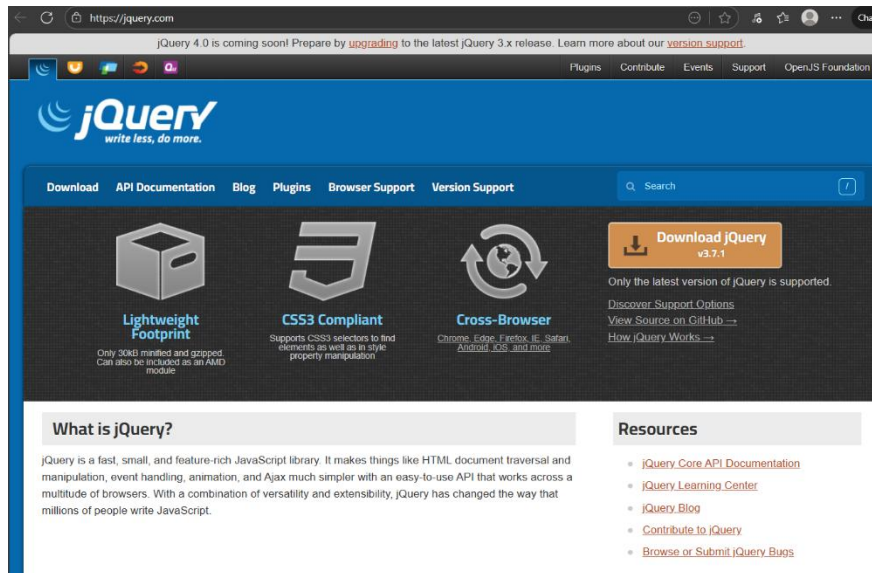 https://jquery.com
Cha
jQuery 4.0 is coming soon! Prepare by upgrading to the latest jQuery 3.x release. Learn more about our version support.
Plugins Contribute Events Support OpenJS Foundation
jQuery
write less, do more.
Download API Documentation Blog Plugins Browser Support Version Support
Search /
Lightweight
Footprint
Only 30kB minified and gzipped.
Can also be included as an AMD
module
CSS3 Compliant
Supports CSS3 selectors to find
elements as well as in style
property manipulation
Cross-Browser
Chrome, Edge, Firefox, IE, Safari,
Android, iOS, and more
Download jQuery
v3.7.1
Only the latest version of jQuery is supported.
Discover Support Options
View Source on GitHub →
How jQuery Works →
What is jQuery?
jQuery is a fast, small, and feature-rich JavaScript library. It makes things like HTML document traversal and
manipulation, event handling, animation, and Ajax much simpler with an easy-to-use API that works across a
multitude of browsers. With a combination of versatility and extensibility, jQuery has changed the way that
millions of people write JavaScript.
Resources
jQuery Core API Documentation
jQuery Learning Center
jQuery Blog
Contribute to jQuery
Browse or Submit jQuery Bugs